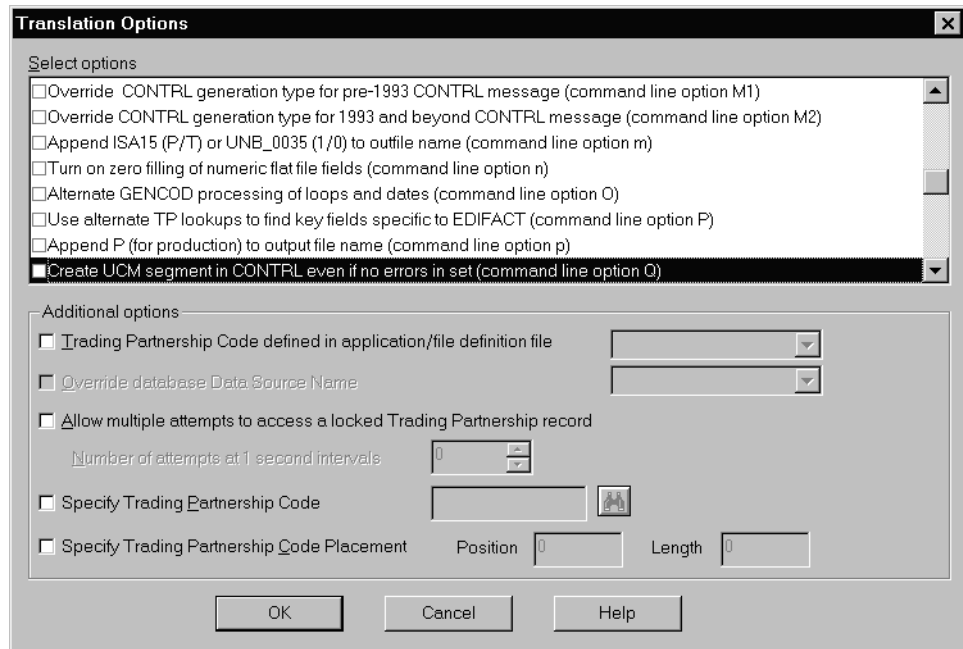 Translation Options
Select options
Override  CONTRL generation type for pre-1993 CONTRL message (command line option M1)
Override CONTRL generation type for 1993 and beyond CONTRL message (command line option M2)
Append ISA15 (P/T) or UNB_0035 (1/0) to outfile name (command line option m)
Turn on zero filling of numeric flat file fields (command line option n)
Alternate GENCOD processing of loops and dates (command line option O)
Use alternate TP lookups to find key fields specific to EDIFACT (command line option P)
Append P (for production) to output file name (command line option p)
Create UCM segment in CONTRL even if no errors in set (command line option Q)
Additional options
Trading Partnership Code defined in application/file definition file
Override database Data Source Name
Allow multiple attempts to access a locked Trading Partnership record
Number of attempts at 1 second intervals 0
Specify Trading Partnership Code
Specify Trading Partnership Code Placement Position 0 Length 0
OK Cancel Help